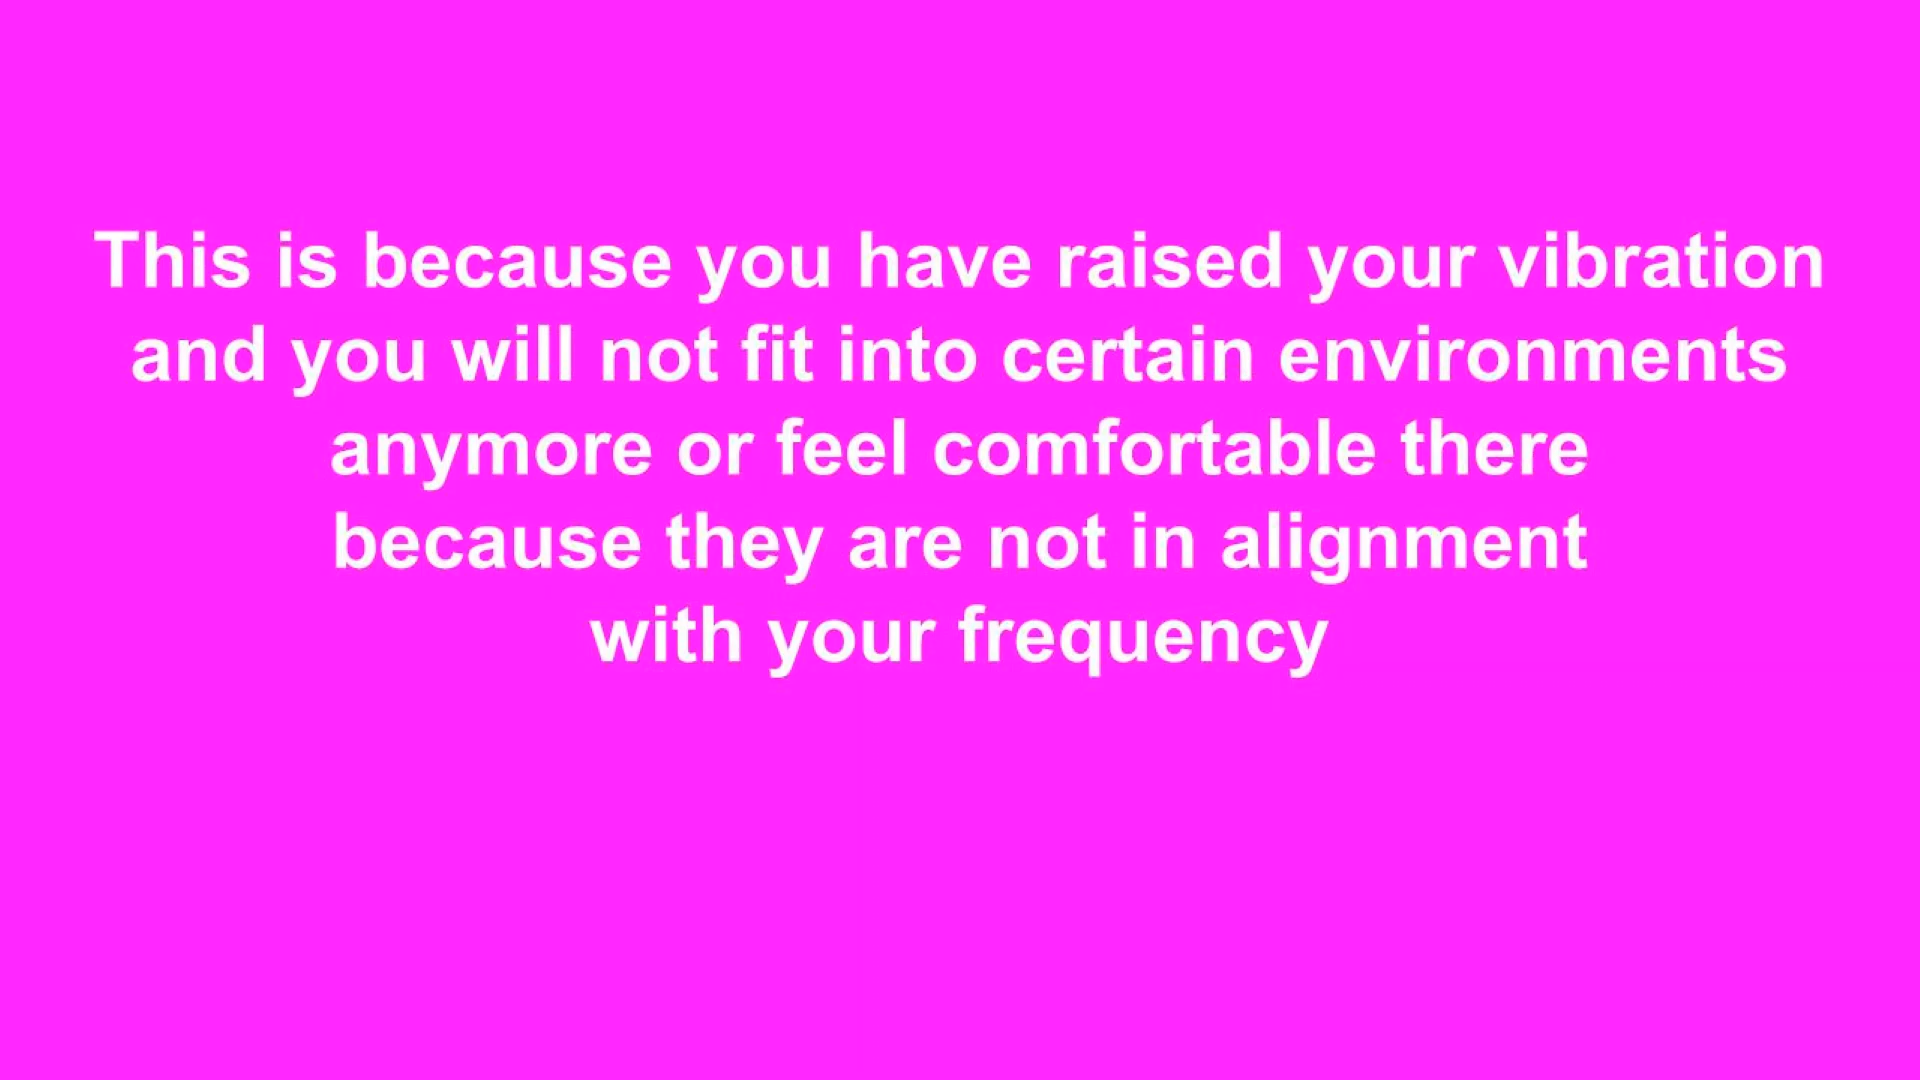 This is because you have raised your vibration
and you will not fit into certain environments
anymore or feel comfortable there
because they are not in alignment
with your frequency